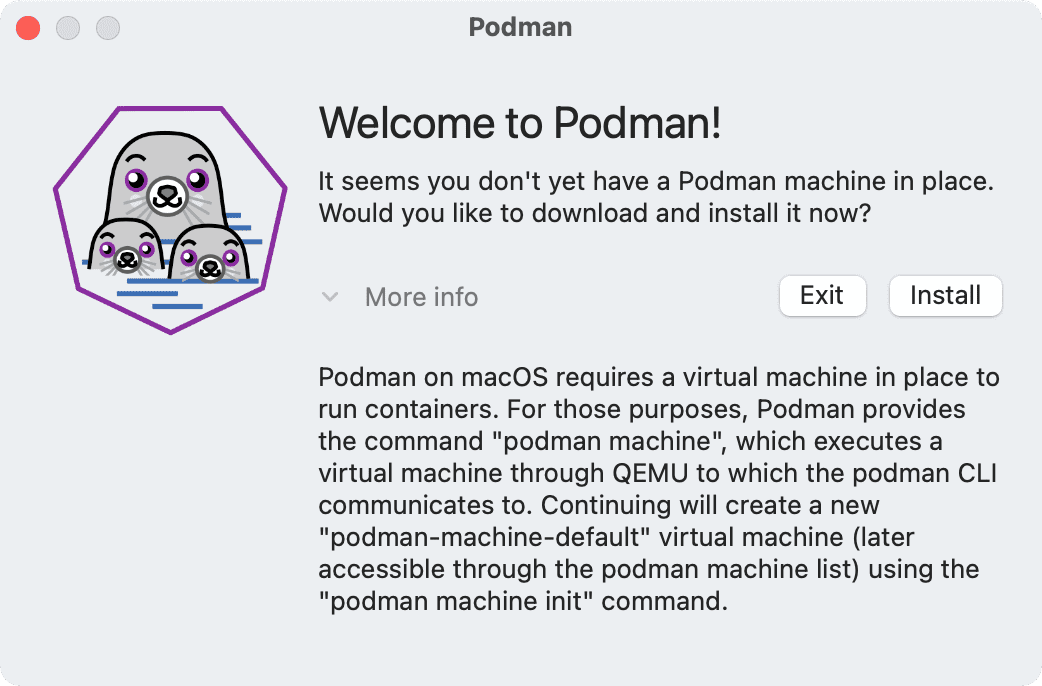 Podman
Welcome to Podman!
It seems you don't yet have a Podman machine in place.
Would you like to download and install it now?
More info
Exit
Install
Podman on macOS requires a virtual machine in place to
run containers. For those purposes, Podman provides
the command "podman machine", which executes a
virtual machine through QEMU to which the podman CLI
communicates to. Continuing will create a new
"podman-machine-default" virtual machine (later
accessible through the podman machine list) using the
"podman machine init" command.